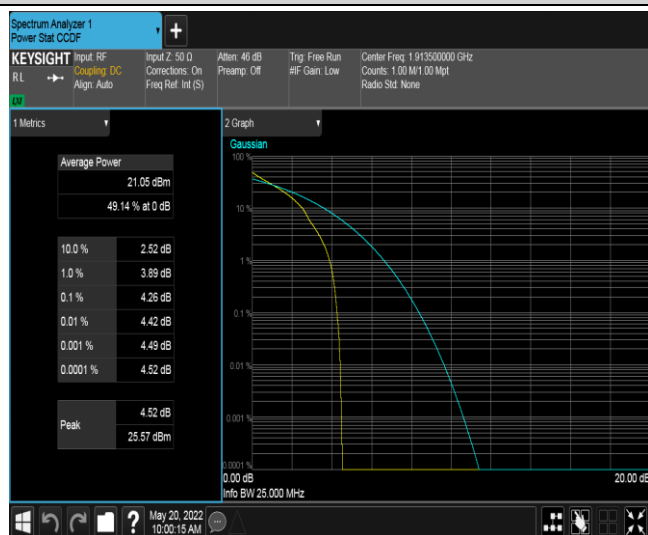 Spectrum Analyzer 1
Power Stat CCDF
+
KEYSIGHT
RL
LXI
Input: RF
Coupling: DC
Align: Auto
Input Z: 50 Ω
Corrections: On
Freq Ref: Int (S)
Atten: 46 dB
Preamp: Off
Trig: Free Run
#IF Gain: Low
Center Freq: 1.913500000 GHz
Counts: 1.00 M/1.00 Mpt
Radio Std: None
1 Metrics
Average Power
21.05 dBm
49.14 % at 0 dB
10.0 % 2.52 dB
1.0 % 3.89 dB
0.1 % 4.26 dB
0.01 % 4.42 dB
0.001 % 4.49 dB
0.0001 % 4.52 dB
Peak
4.52 dB
25.57 dBm
2 Graph
Gaussian
100 %
10 %
1 %
0.1 %
0.01 %
0.001 %
0.0001 %
0.00 dB
20.00 dB
Info BW 25.000 MHz
?
May 20, 2022
10:00:15 AM